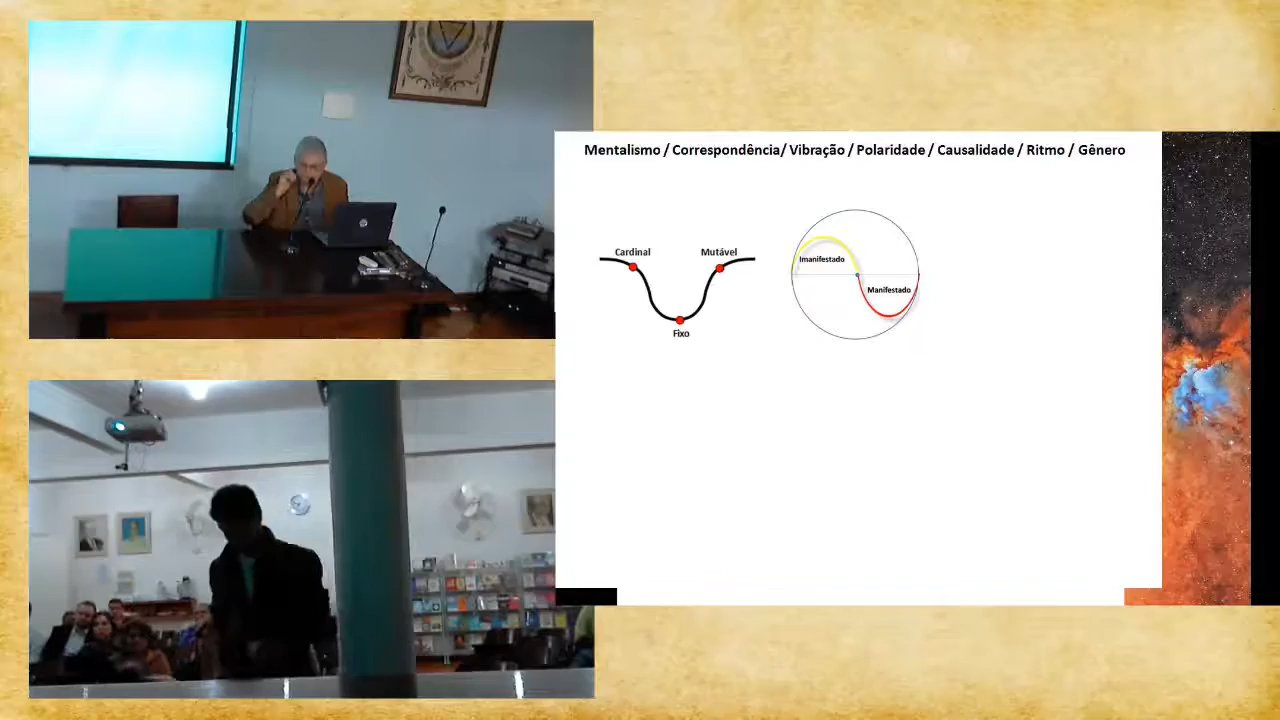 Mentalismo / Correspondência/ Vibração / Polaridade / Causalidade / Ritmo / Gênero
Cardinal
Mutável
Fixo
Imanifestado
Manifestado